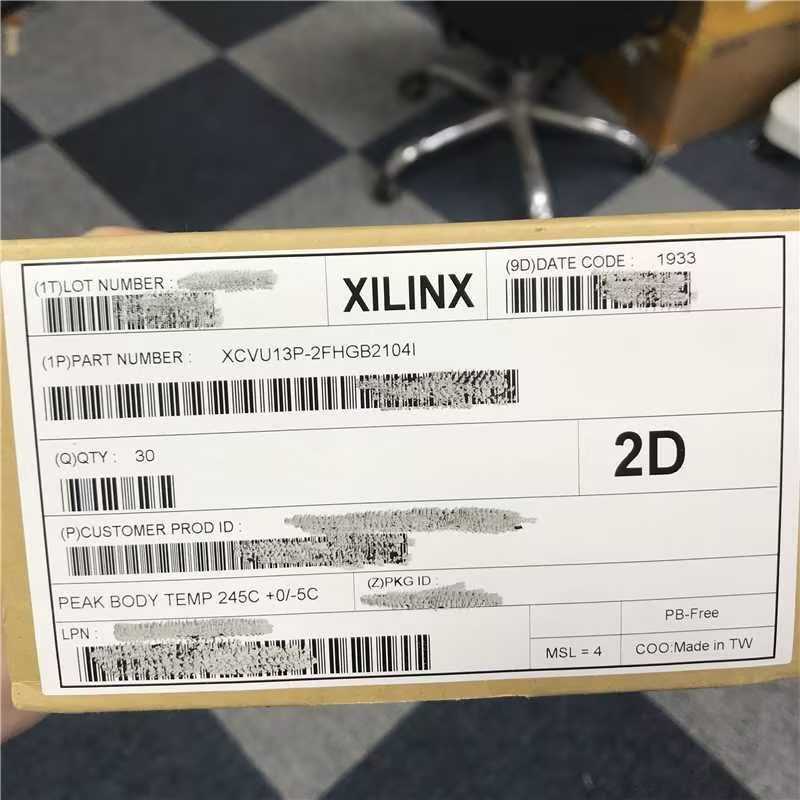 (1T)LOT NUMBER :
XILINX
(9D)DATE CODE : 1933
(1P)PART NUMBER : XCVU13P-2FHGB2104I
(Q)QTY : 30
2D
(P)CUSTOMER PROD ID :
PEAK BODY TEMP 245C +0/-5C
(Z)PKG ID :
LPN :
PB-Free
MSL = 4
COO:Made in TW